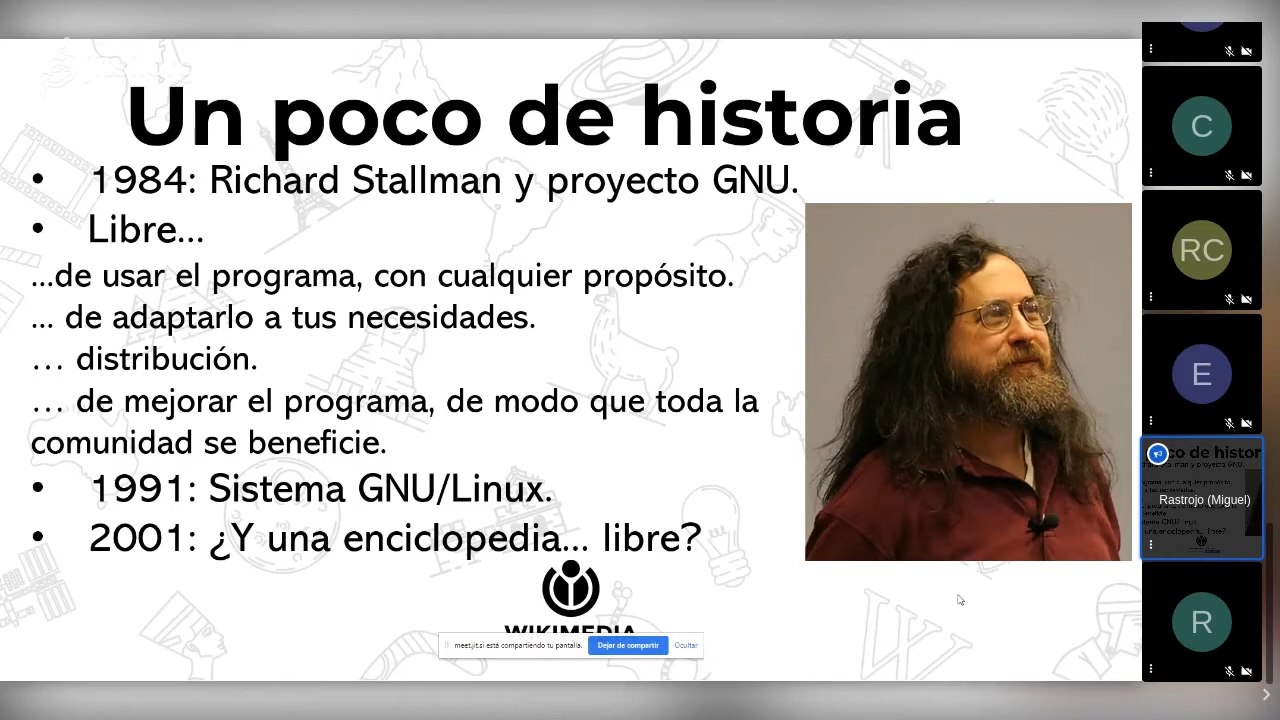 Un poco de historia
• 1984: Richard Stallman y proyecto GNU.
• Libre...
...de usar el programa, con cualquier propósito.
... de adaptarlo a tus necesidades.
... distribución.
... de mejorar el programa, de modo que toda la
comunidad se beneficie.
• 1991: Sistema GNU/Linux.
• 2001: ¿Y una enciclopedia... libre?
WIKIMEDIA
meet.jit.si está compartiendo tu pantalla.
Dejar de compartir
Ocultar
C
RC
E
Rastrojo (Miguel)
R